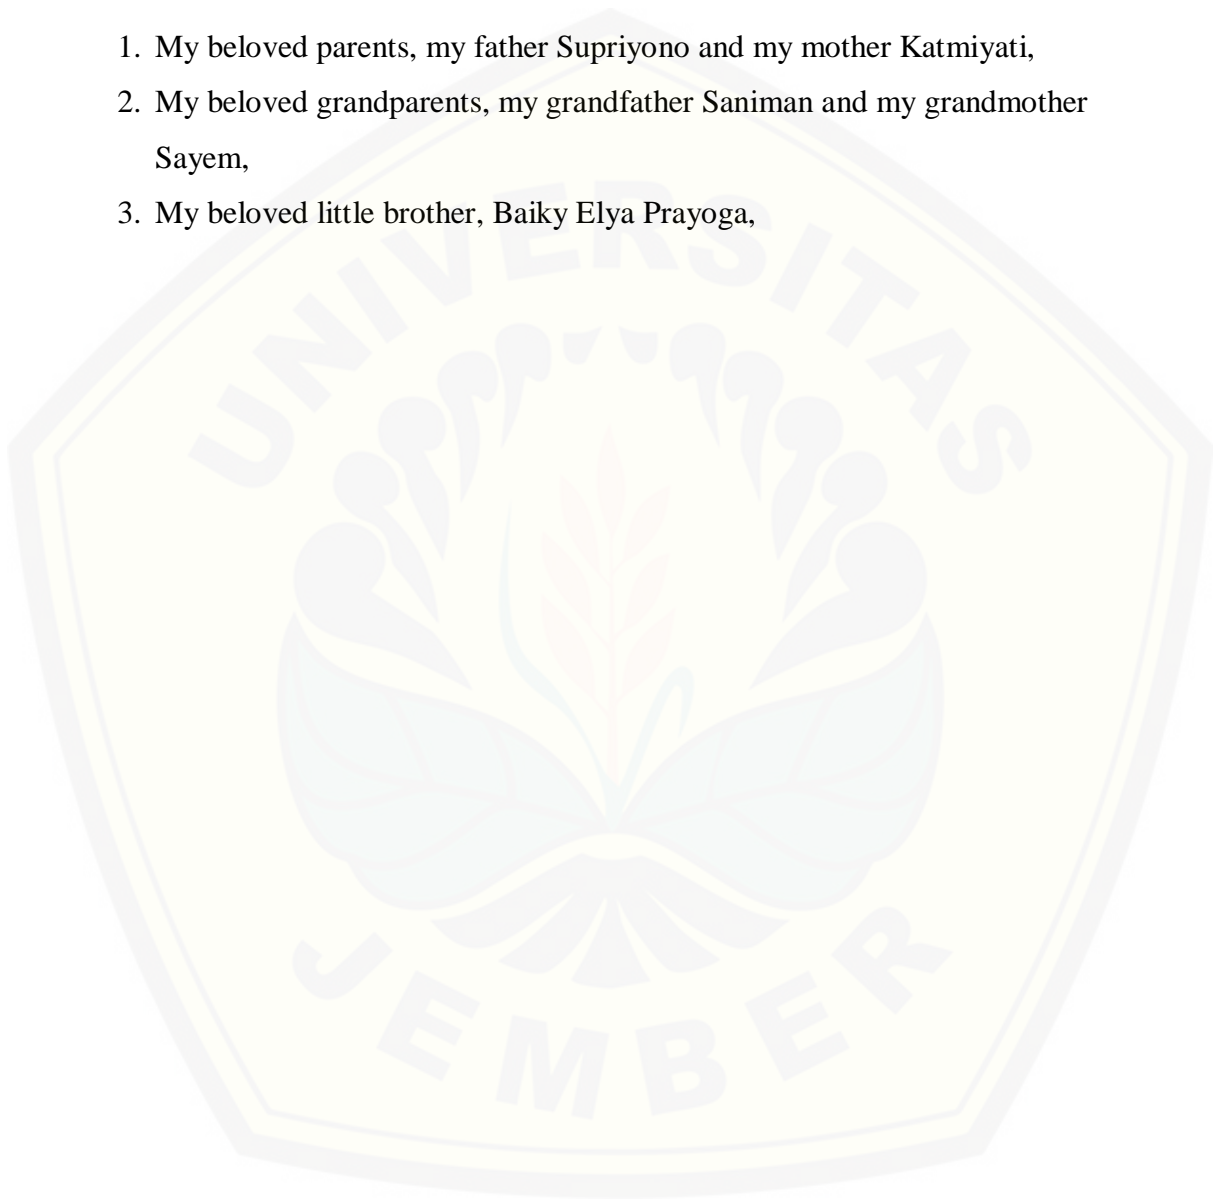 1. My beloved parents, my father Supriyono and my mother Katmiyati,
2. My beloved grandparents, my grandfather Saniman and my grandmother
Sayem,
3. My beloved little brother, Baiky Elya Prayoga,
UNIVERSITAS
JEMBER